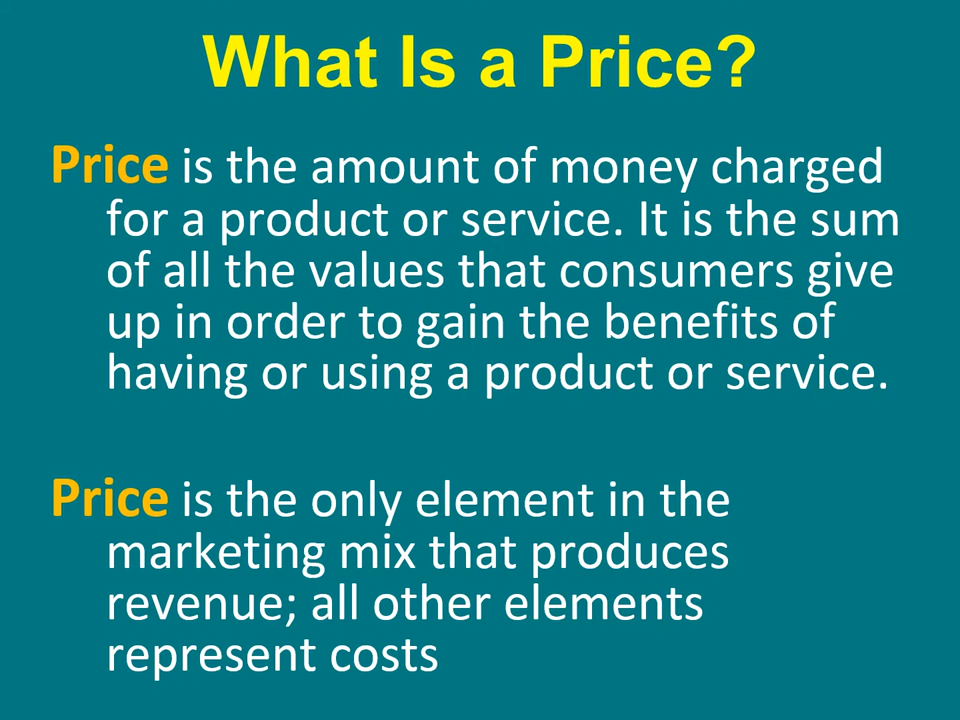 What Is a Price?
Price is the amount of money charged
for a product or service. It is the sum
of all the values that consumers give
up in order to gain the benefits of
having or using a product or service.
Price is the only element in the
marketing mix that produces
revenue; all other elements
represent costs